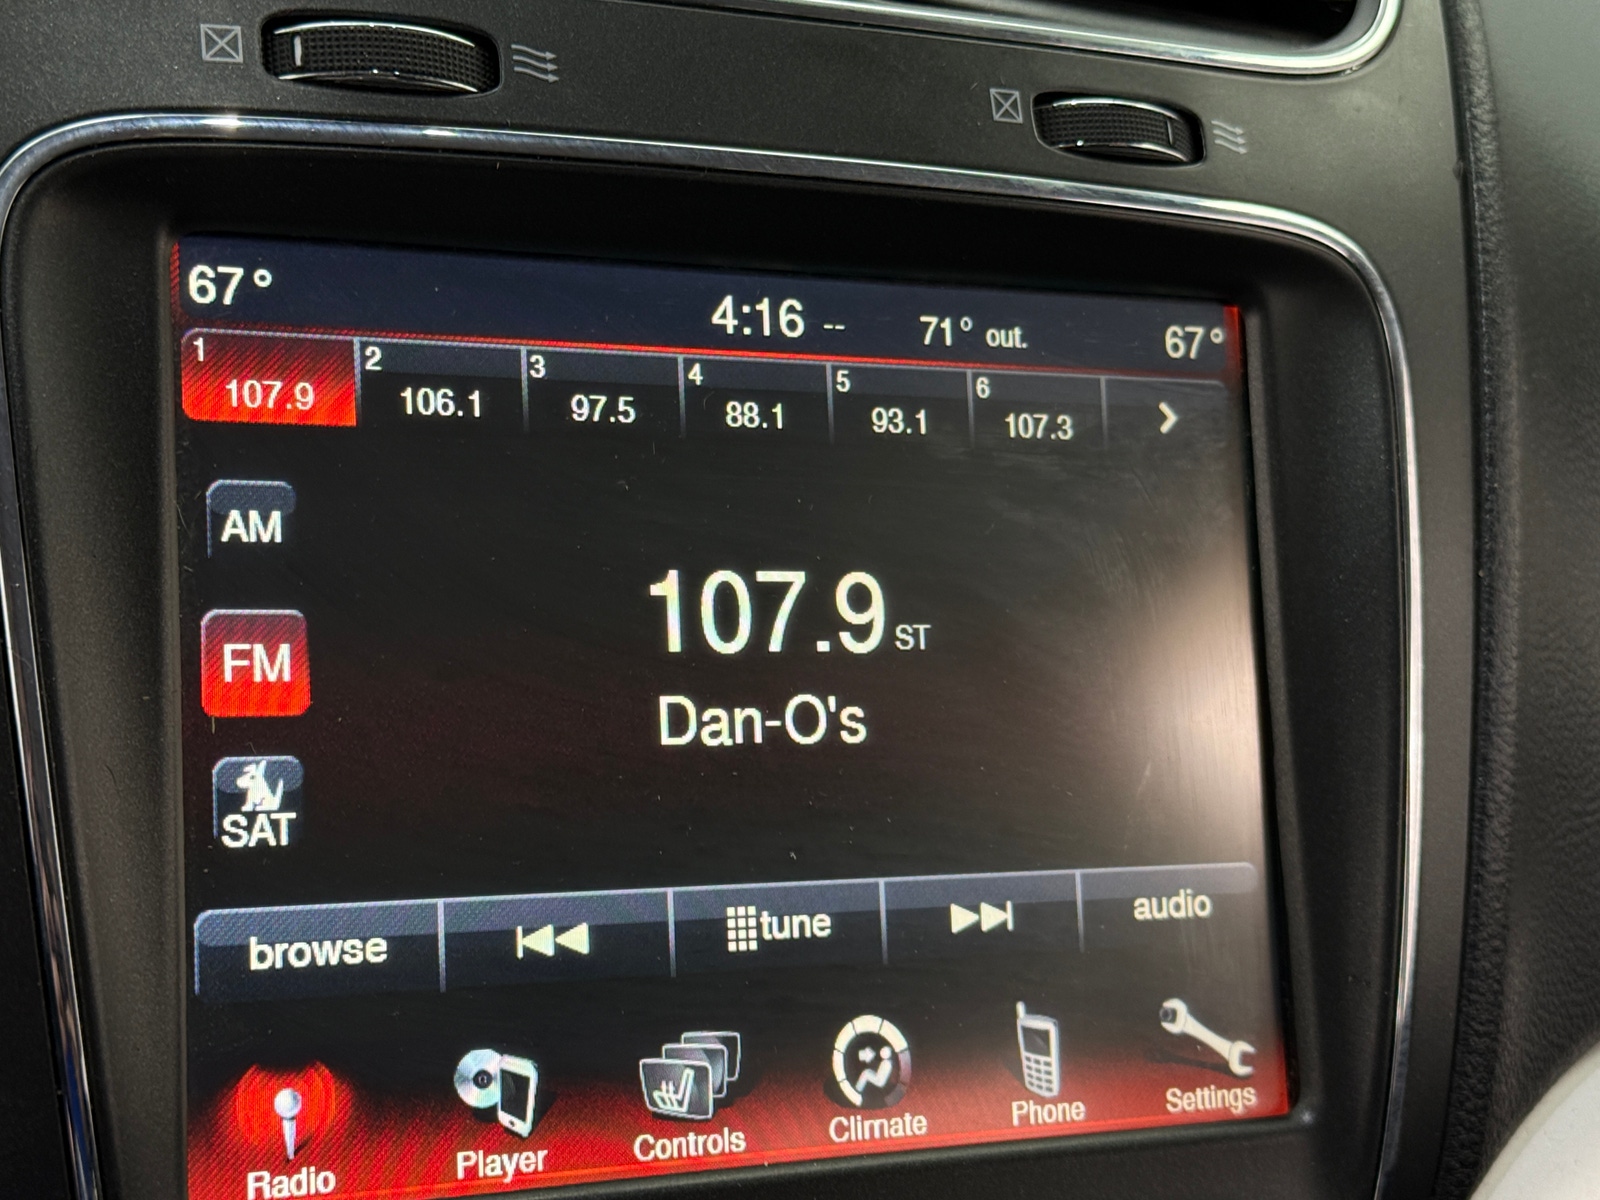 67° 4:16 -- 71° out. 67°
1 2 3 4 5 6
107.9 106.1 97.5 88.1 93.1 107.3
AM
107.9 ST
FM
Dan-O's
SAT
browse tune audio
Radio Player Controls Climate Phone Settings